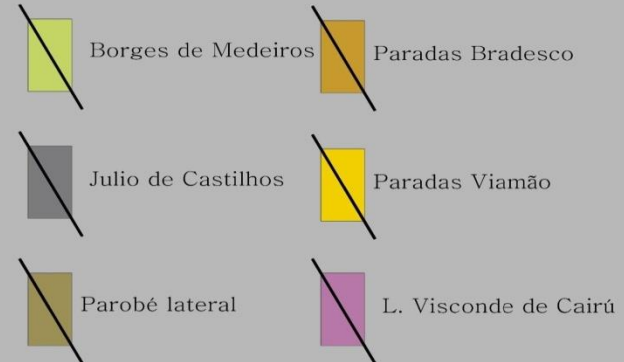 Borges de Medeiros
Paradas Bradesco
Julio de Castilhos
Paradas Viamão
Parobé lateral
L. Visconde de Cairú